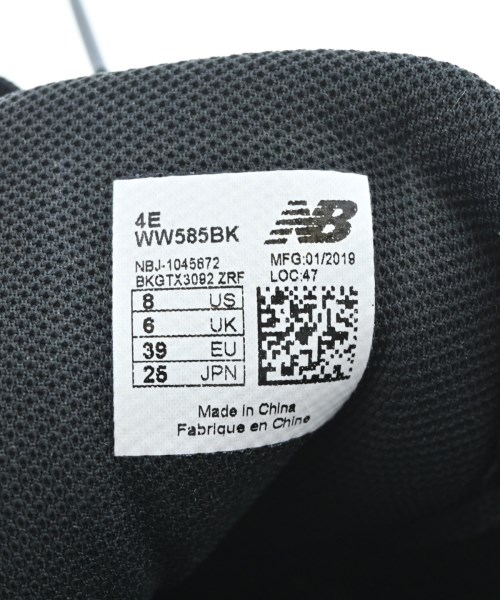 4E
WW585BK
NB
NBJ-1045672
BKGTX3092 ZRF
MFG:01/2019
LOC:47
8 US
6 UK
39 EU
25 JPN
Made in China
Fabrique en Chine